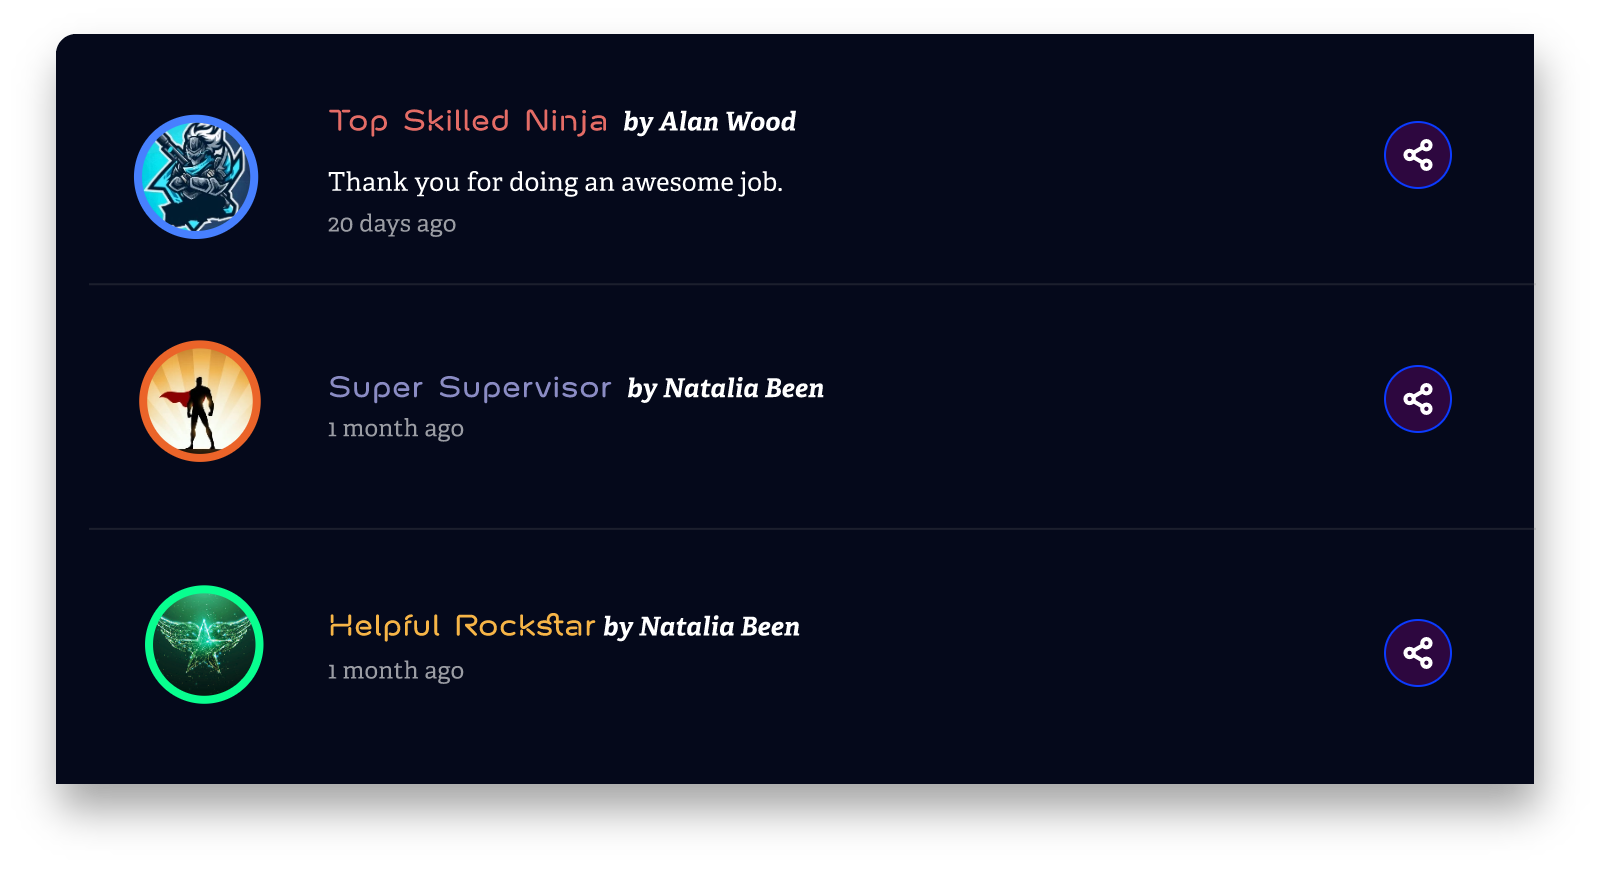 Top Skilled Ninja by Alan Wood
Thank you for doing an awesome job.
20 days ago
Super Supervisor by Natalia Been
1 month ago
Helpful Rockstar by Natalia Been
1 month ago